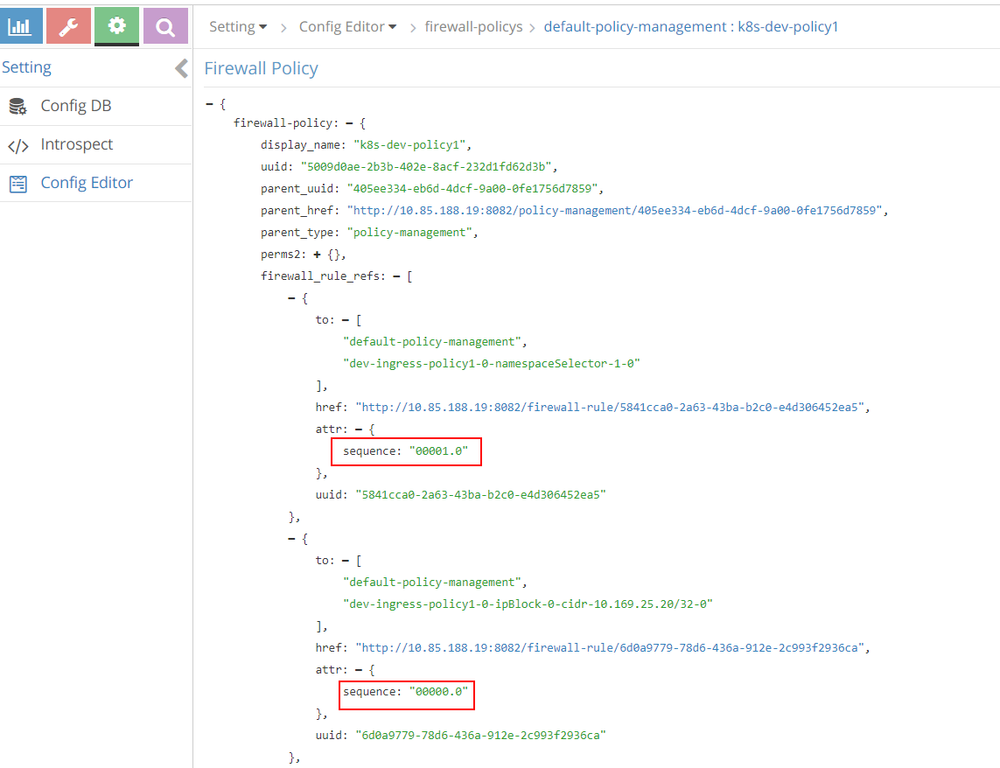 Setting > Config Editor > firewall-policys > default-policy-management : k8s-dev-policy1
Setting
Firewall Policy
Config DB
Introspect
Config Editor
− {
firewall-policy: − {
display_name: "k8s-dev-policy1",
uuid: "5009d0ae-2b3b-402e-8acf-232d1fd62d3b",
parent_uuid: "405ee334-eb6d-4dcf-9a00-0fe1756d7859",
parent_href: "http://10.85.188.19:8082/policy-management/405ee334-eb6d-4dcf-9a00-0fe1756d7859",
parent_type: "policy-management",
perms2: + {},
firewall_rule_refs: − [
− {
to: − [
"default-policy-management",
"dev-ingress-policy1-0-namespaceSelector-1-0"
],
href: "http://10.85.188.19:8082/firewall-rule/5841cca0-2a63-43ba-b2c0-e4d306452ea5",
attr: − {
sequence: "00001.0"
},
uuid: "5841cca0-2a63-43ba-b2c0-e4d306452ea5"
},
− {
to: − [
"default-policy-management",
"dev-ingress-policy1-0-ipBlock-0-cidr-10.169.25.20/32-0"
],
href: "http://10.85.188.19:8082/firewall-rule/6d0a9779-78d6-436a-912e-2c993f2936ca",
attr: − {
sequence: "00000.0"
},
uuid: "6d0a9779-78d6-436a-912e-2c993f2936ca"
},